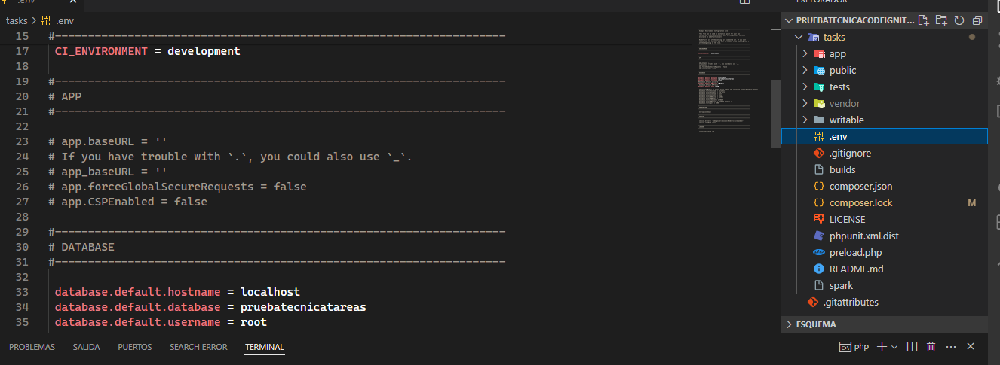 .env
EXPLORADOR
tasks > .env
PRUEBATECNICACODEIGNIT...
15 #--------------------------------------------------------------------
17 CI_ENVIRONMENT = development
18
19 #--------------------------------------------------------------------
20 # APP
21 #--------------------------------------------------------------------
22
23 # app.baseURL = ''
24 # If you have trouble with `.`, you could also use `_`.
25 # app_baseURL = ''
26 # app.forceGlobalSecureRequests = false
27 # app.CSPEnabled = false
28
29 #--------------------------------------------------------------------
30 # DATABASE
31 #--------------------------------------------------------------------
32
33 database.default.hostname = localhost
34 database.default.database = pruebatecnicatareas
35 database.default.username = root
tasks
app
public
tests
vendor
writable
.env
.gitignore
builds
composer.json
composer.lock M
LICENSE
phpunit.xml.dist
preload.php
README.md
spark
.gitattributes
ESQUEMA
PROBLEMAS SALIDA PUERTOS SEARCH ERROR TERMINAL
php